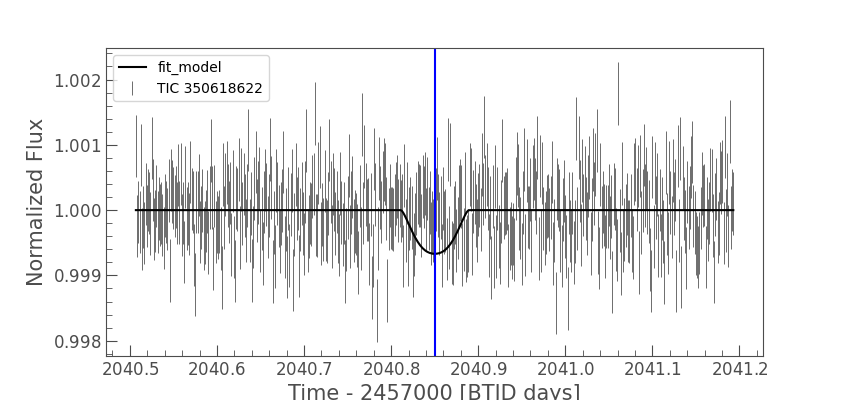 fit_model
TIC 350618622
1.002
1.001
1.000
0.999
0.998
Normalized Flux
2040.5 2040.6 2040.7 2040.8 2040.9 2041.0 2041.1 2041.2
Time - 2457000 [BTJD days]